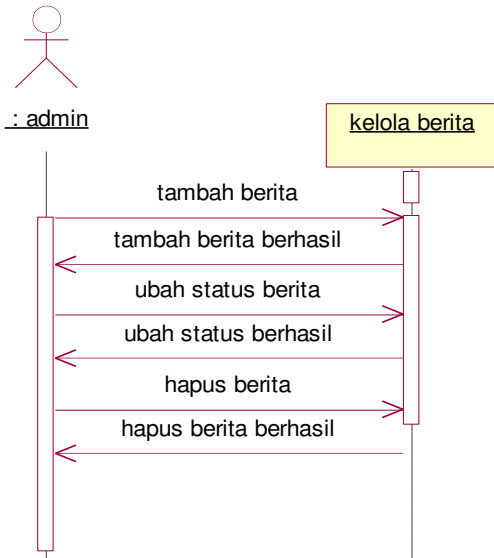 : admin
kelola berita
tambah berita
tambah berita berhasil
ubah status berita
ubah status berhasil
hapus berita
hapus berita berhasil